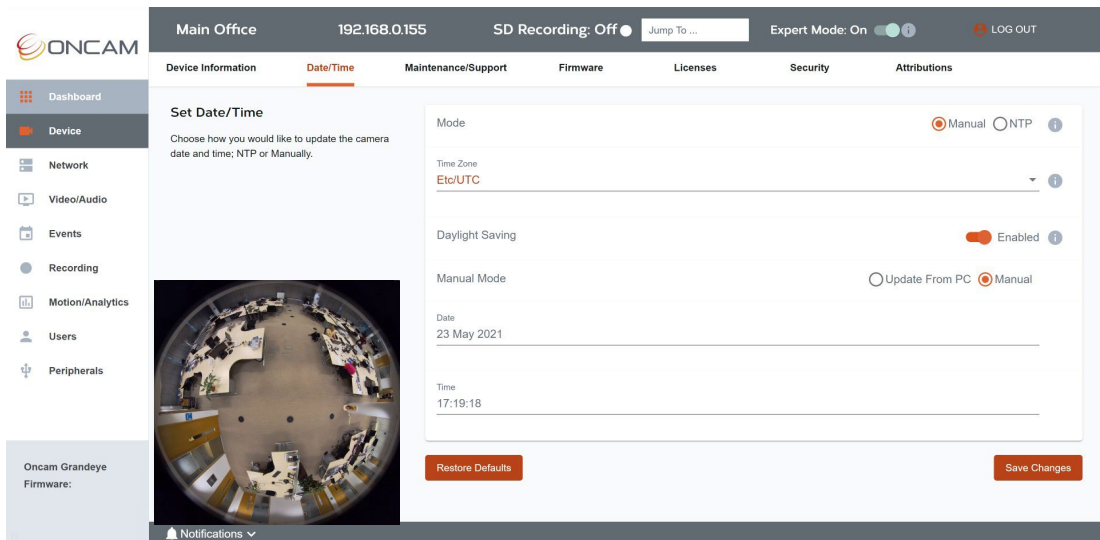 ONCAM
Main Office
192.168.0.155
SD Recording: Off
Jump To ...
Expert Mode: On
LOG OUT
Device Information
Date/Time
Maintenance/Support
Firmware
Licenses
Security
Attributions
Dashboard
Device
Network
Video/Audio
Events
Recording
Motion/Analytics
Users
Peripherals
Oncam Grandeye
Firmware:
Set Date/Time
Choose how you would like to update the camera
date and time; NTP or Manually.
Mode
Manual
NTP
Time Zone
Etc/UTC
Daylight Saving
Enabled
Manual Mode
Update From PC
Manual
Date
23 May 2021
Time
17:19:18
Restore Defaults
Save Changes
Notifications